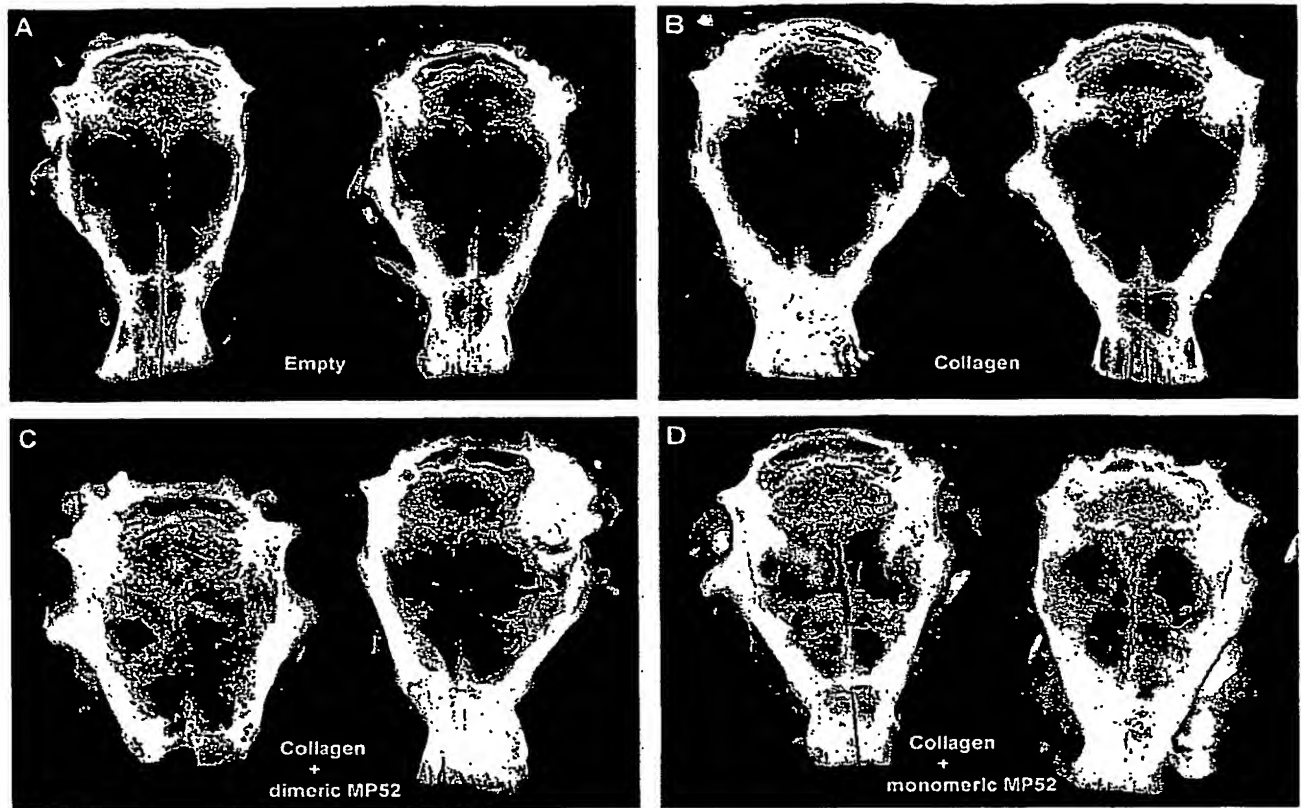 A
Empty
B
Collagen
C
Collagen
+
dimeric MP52
D
Collagen
+
monomeric MP52